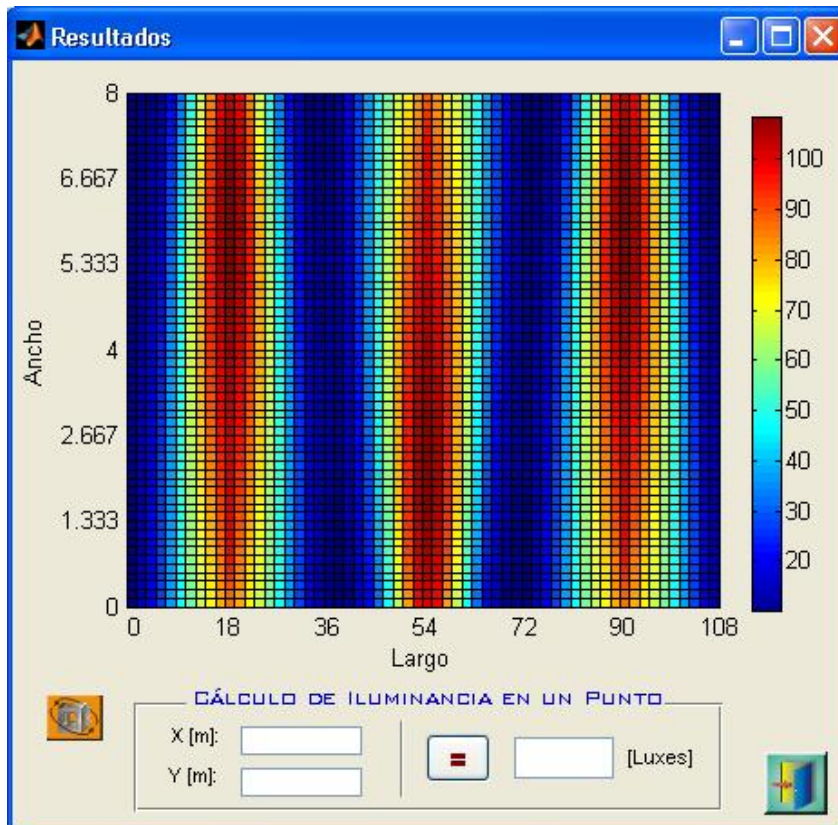 Resultados
8
6.667
5.333
4
2.667
1.333
0
Ancho
0 18 36 54 72 90 108
Largo
100
90
80
70
60
50
40
30
20
Cálculo de Iluminancia en un Punto
X [m]:
Y [m]:
=
[Luxes]